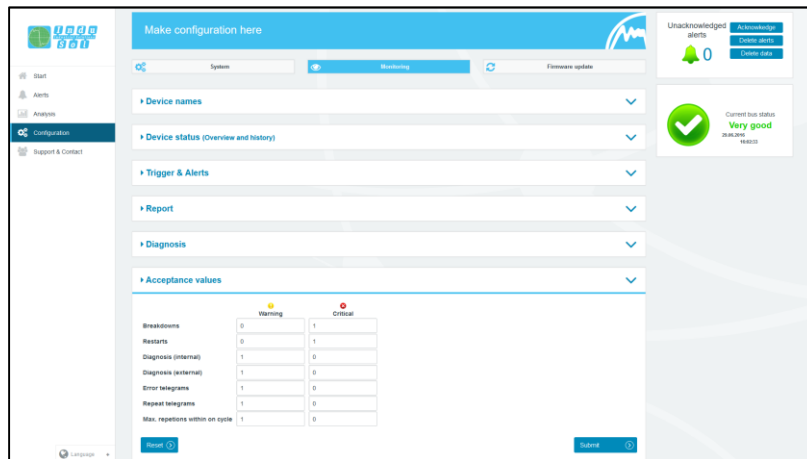 Indu
Sol
Make configuration here
Unacknowledged
alerts
0
Acknowledge
Delete alerts
Delete data
System
Monitoring
Firmware update
Start
Alerts
Analysis
Configuration
Support & Contact
Device names
Device status (Overview and history)
Trigger & Alerts
Report
Diagnosis
Acceptance values
Current bus status
Very good
Warning
Critical
Breakdowns 0 1
Restarts 0 1
Diagnosis (internal) 1 0
Diagnosis (external) 1 0
Error telegrams 1 0
Repeat telegrams 1 0
Max. repetions within on cycle 1 0
Reset
Submit
Language